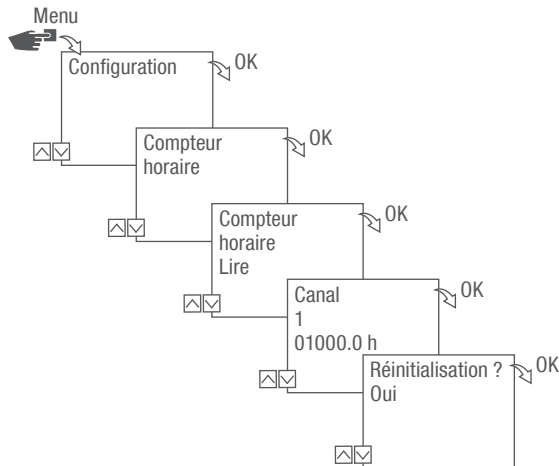 Menu
Configuration
OK
Compteur
horaire
OK
Compteur
horaire
Lire
OK
Canal
1
01000.0 h
OK
Réinitialisation ?
Oui
OK